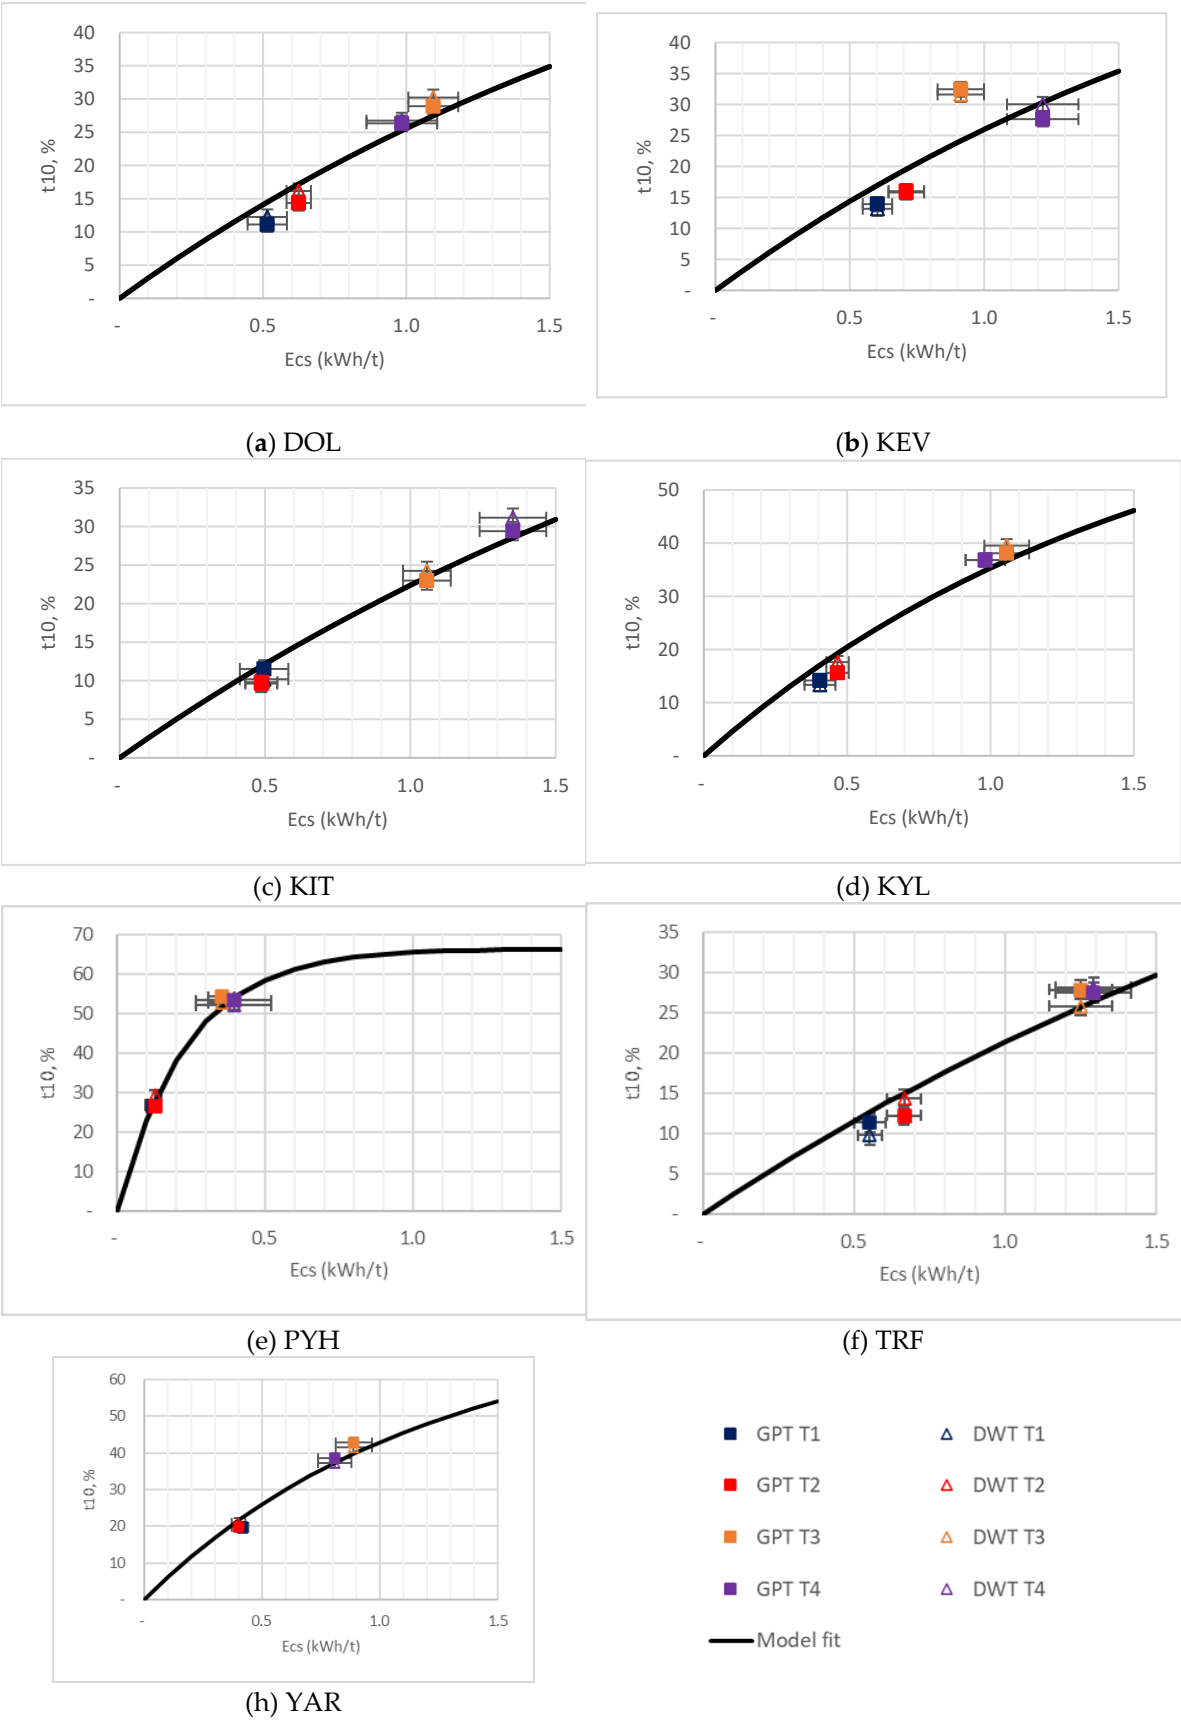 40
35
30
25
20
15
10
5
-
t10, %
- 0.5 1.0 1.5
Ecs (kWh/t)
(a) DOL
40
35
30
25
20
15
10
5
-
t10, %
- 0.5 1.0 1.5
Ecs (kWh/t)
(b) KEV
35
30
25
20
15
10
5
-
t10, %
- 0.5 1.0 1.5
Ecs (kWh/t)
(c) KIT
50
40
30
20
10
-
t10, %
- 0.5 1.0 1.5
Ecs (kWh/t)
(d) KYL
70
60
50
40
30
20
10
-
t10, %
- 0.5 1.0 1.5
Ecs (kWh/t)
(e) PYH
35
30
25
20
15
10
5
-
t10, %
- 0.5 1.0 1.5
Ecs (kWh/t)
(f) TRF
60
50
40
30
20
10
-
t10, %
- 0.5 1.0 1.5
Ecs (kWh/t)
(h) YAR
GPT T1 DWT T1
GPT T2 DWT T2
GPT T3 DWT T3
GPT T4 DWT T4
Model fit